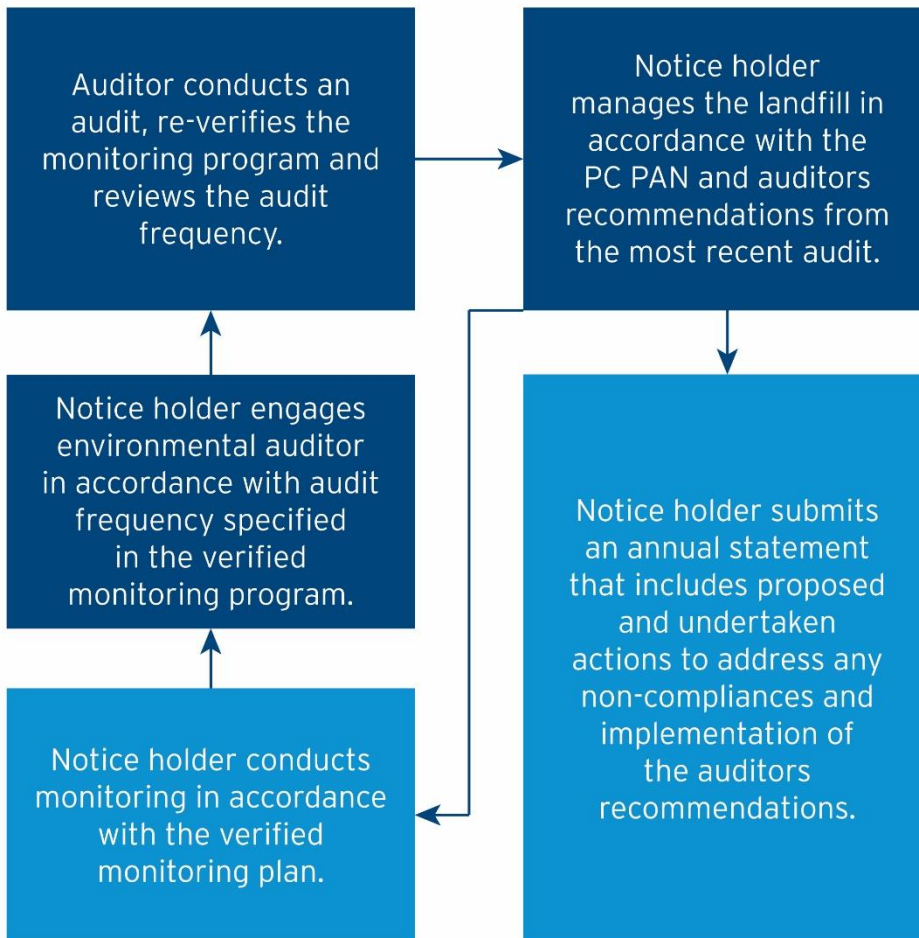 Auditor conducts an
audit, re-verifies the
monitoring program and
reviews the audit
frequency.
Notice holder
manages the landfill in
accordance with the
PC PAN and auditors
recommendations from
the most recent audit.
Notice holder engages
environmental auditor
in accordance with audit
frequency specified
in the verified
monitoring program.
Notice holder submits
an annual statement
that includes proposed
and undertaken
actions to address any
non-compliances and
implementation of
the auditors
recommendations.
Notice holder conducts
monitoring in accordance
with the verified
monitoring plan.